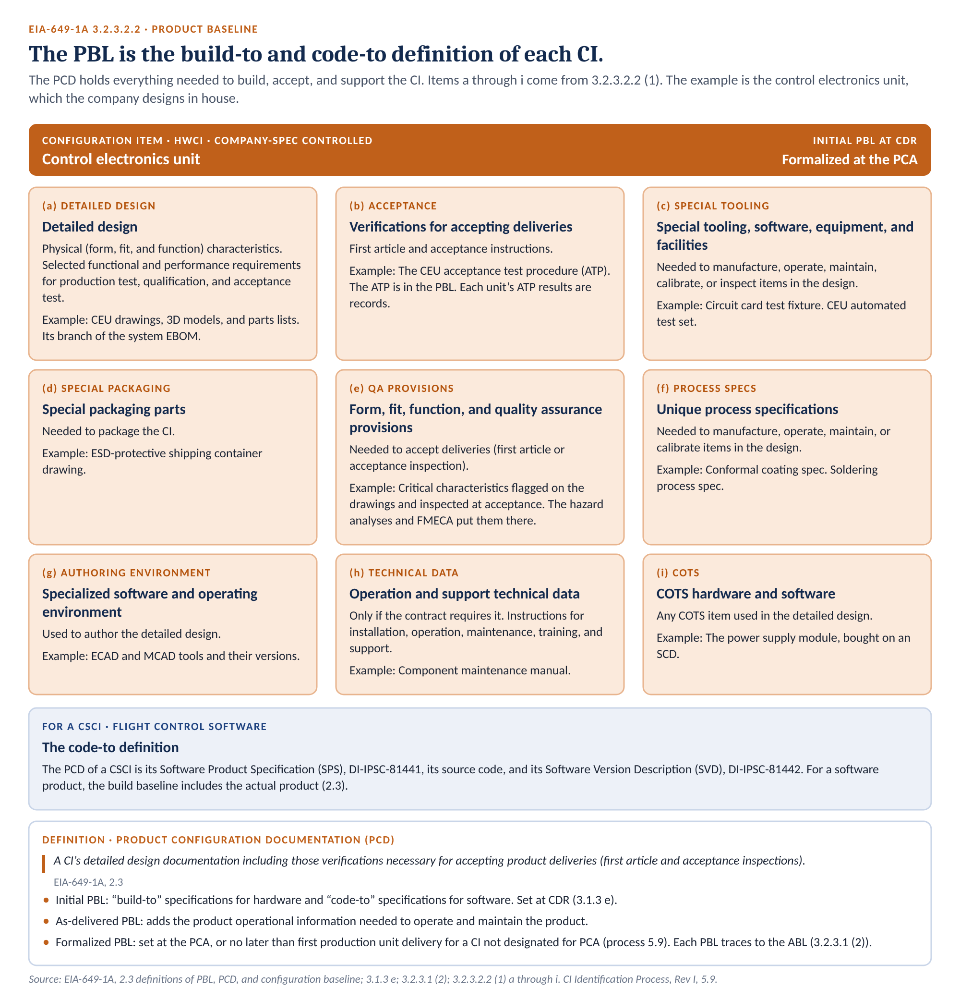 EIA-649-1A 3.2.3.2.2 · PRODUCT BASELINE
The PBL is the build-to and code-to definition of each CI.
The PCD holds everything needed to build, accept, and support the CI. Items a through i come from 3.2.3.2.2 (1). The example is the control electronics unit,
which the company designs in house.
CONFIGURATION ITEM · HWCI · COMPANY-SPEC CONTROLLED
Control electronics unit
INITIAL PBL AT CDR
Formalized at the PCA
(a) DETAILED DESIGN
Detailed design
Physical (form, fit, and function) characteristics.
Selected functional and performance requirements
for production test, qualification, and acceptance
test.
Example: CEU drawings, 3D models, and parts lists.
Its branch of the system EBOM.
(b) ACCEPTANCE
Verifications for accepting deliveries
First article and acceptance instructions.
Example: The CEU acceptance test procedure (ATP).
The ATP is in the PBL. Each unit’s ATP results are
records.
(c) SPECIAL TOOLING
Special tooling, software, equipment, and
facilities
Needed to manufacture, operate, maintain,
calibrate, or inspect items in the design.
Example: Circuit card test fixture. CEU automated
test set.
(d) SPECIAL PACKAGING
Special packaging parts
Needed to package the CI.
Example: ESD-protective shipping container
drawing.
(e) QA PROVISIONS
Form, fit, function, and quality assurance
provisions
Needed to accept deliveries (first article or
acceptance inspection).
Example: Critical characteristics flagged on the
drawings and inspected at acceptance. The hazard
analyses and FMECA put them there.
(f) PROCESS SPECS
Unique process specifications
Needed to manufacture, operate, maintain, or
calibrate items in the design.
Example: Conformal coating spec. Soldering
process spec.
(g) AUTHORING ENVIRONMENT
Specialized software and operating
environment
Used to author the detailed design.
Example: ECAD and MCAD tools and their versions.
(h) TECHNICAL DATA
Operation and support technical data
Only if the contract requires it. Instructions for
installation, operation, maintenance, training, and
support.
Example: Component maintenance manual.
(i) COTS
COTS hardware and software
Any COTS item used in the detailed design.
Example: The power supply module, bought on an
SCD.
FOR A CSCI · FLIGHT CONTROL SOFTWARE
The code-to definition
The PCD of a CSCI is its Software Product Specification (SPS), DI-IPSC-81441, its source code, and its Software Version Description (SVD), DI-IPSC-81442. For a software
product, the build baseline includes the actual product (2.3).
DEFINITION · PRODUCT CONFIGURATION DOCUMENTATION (PCD)
A CI’s detailed design documentation including those verifications necessary for accepting product deliveries (first article and acceptance inspections).
EIA-649-1A, 2.3
• Initial PBL: “build-to” specifications for hardware and “code-to” specifications for software. Set at CDR (3.1.3 e).
• As-delivered PBL: adds the product operational information needed to operate and maintain the product.
• Formalized PBL: set at the PCA, or no later than first production unit delivery for a CI not designated for PCA (process 5.9). Each PBL traces to the ABL (3.2.3.1 (2)).
Source: EIA-649-1A, 2.3 definitions of PBL, PCD, and configuration baseline; 3.1.3 e; 3.2.3.1 (2); 3.2.3.2.2 (1) a through i. CI Identification Process, Rev I, 5.9.